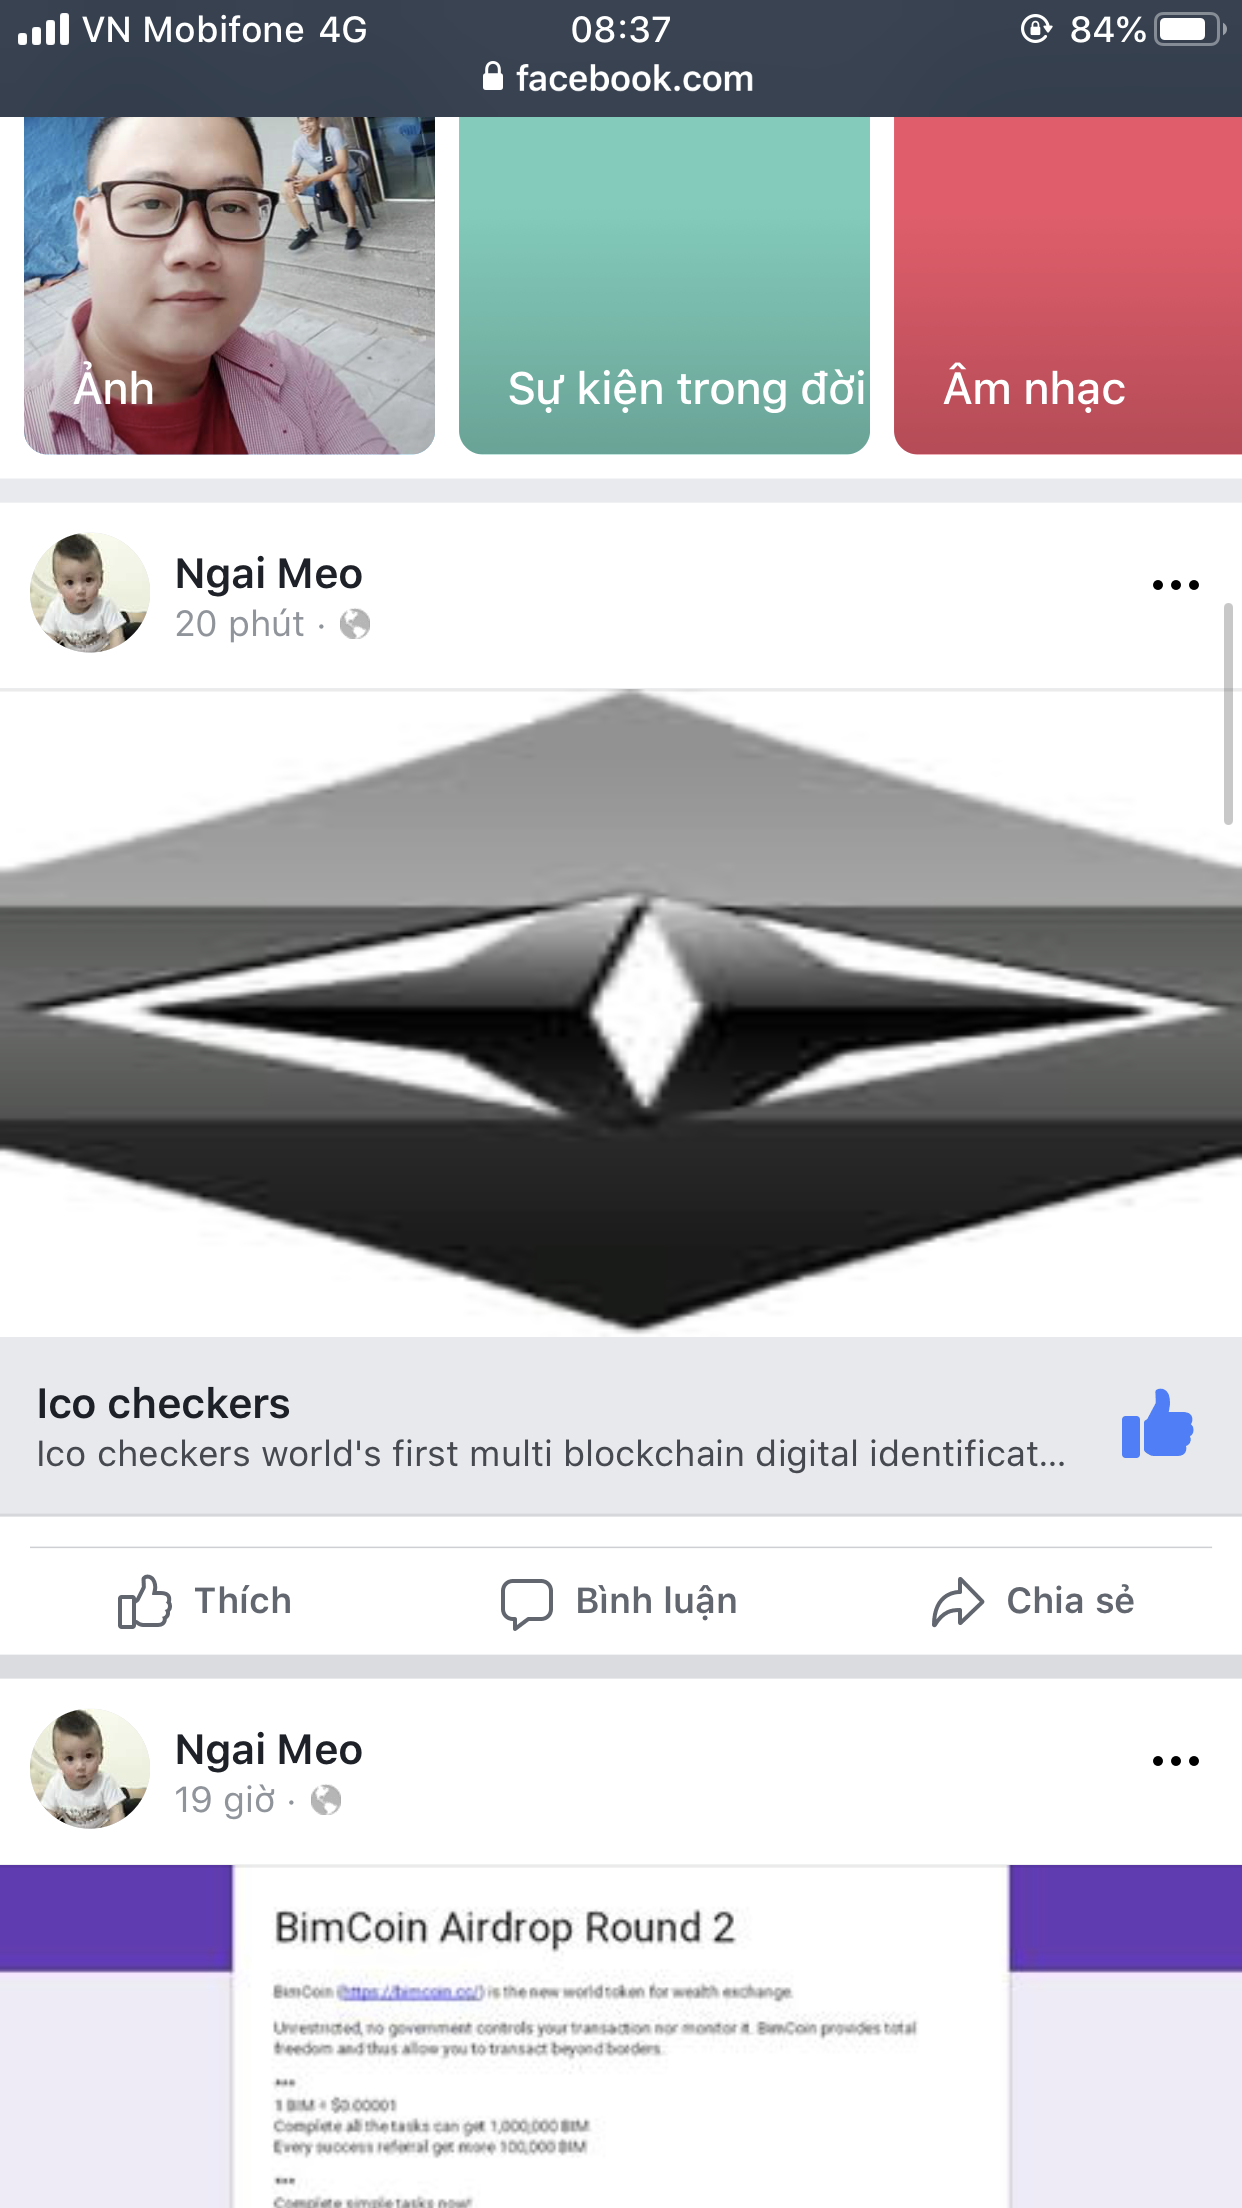 VN Mobifone 4G 08:37 84%
facebook.com
Ảnh
Sự kiện trong đời
Âm nhạc
Ngai Meo
20 phút ·
Ico checkers
Ico checkers world's first multi blockchain digital identificat...
Thích Bình luận Chia sẻ
Ngai Meo
19 giờ ·
BimCoin Airdrop Round 2
BimCoin (https://bimcoin.cc/) is the new world token for wealth exchange.
Unrestricted, no government controls your transaction nor monitor it. BimCoin provides total
freedom and thus allow you to transact beyond borders.
***
1 BIM = $0.00001
Complete all the tasks can get 1,000,000 BIM
Every success referral get more 100,000 BIM
***
Complete simple tasks now!